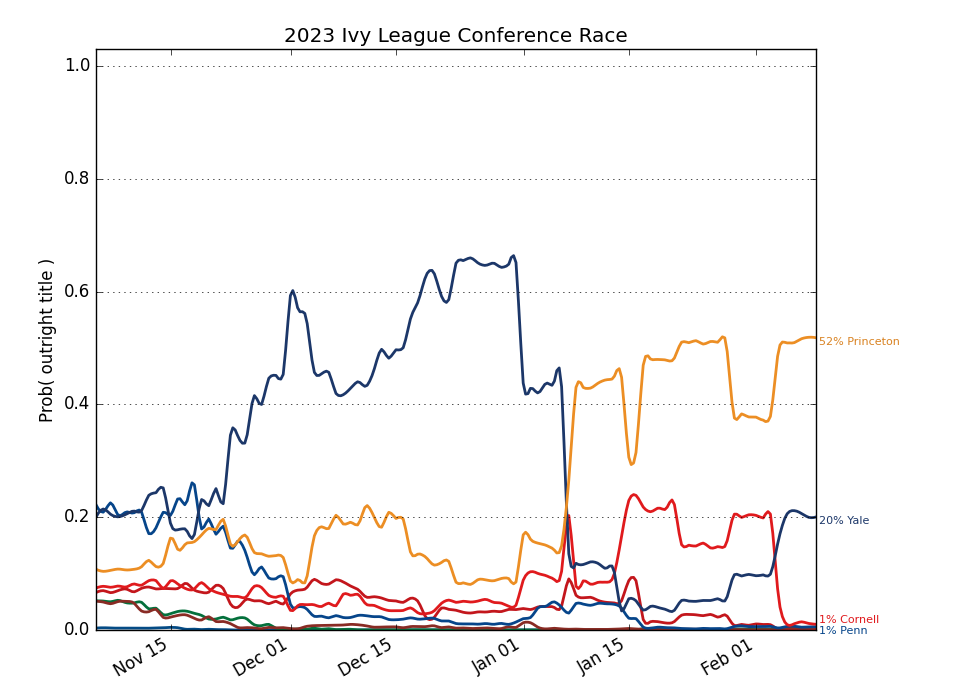 2023 Ivy League Conference Race
Prob( outright title )
1.0
0.8
0.6
0.4
0.2
0.0
Nov 15
Dec 01
Dec 15
Jan 01
Jan 15
Feb 01
52% Princeton
20% Yale
1% Cornell
1% Penn